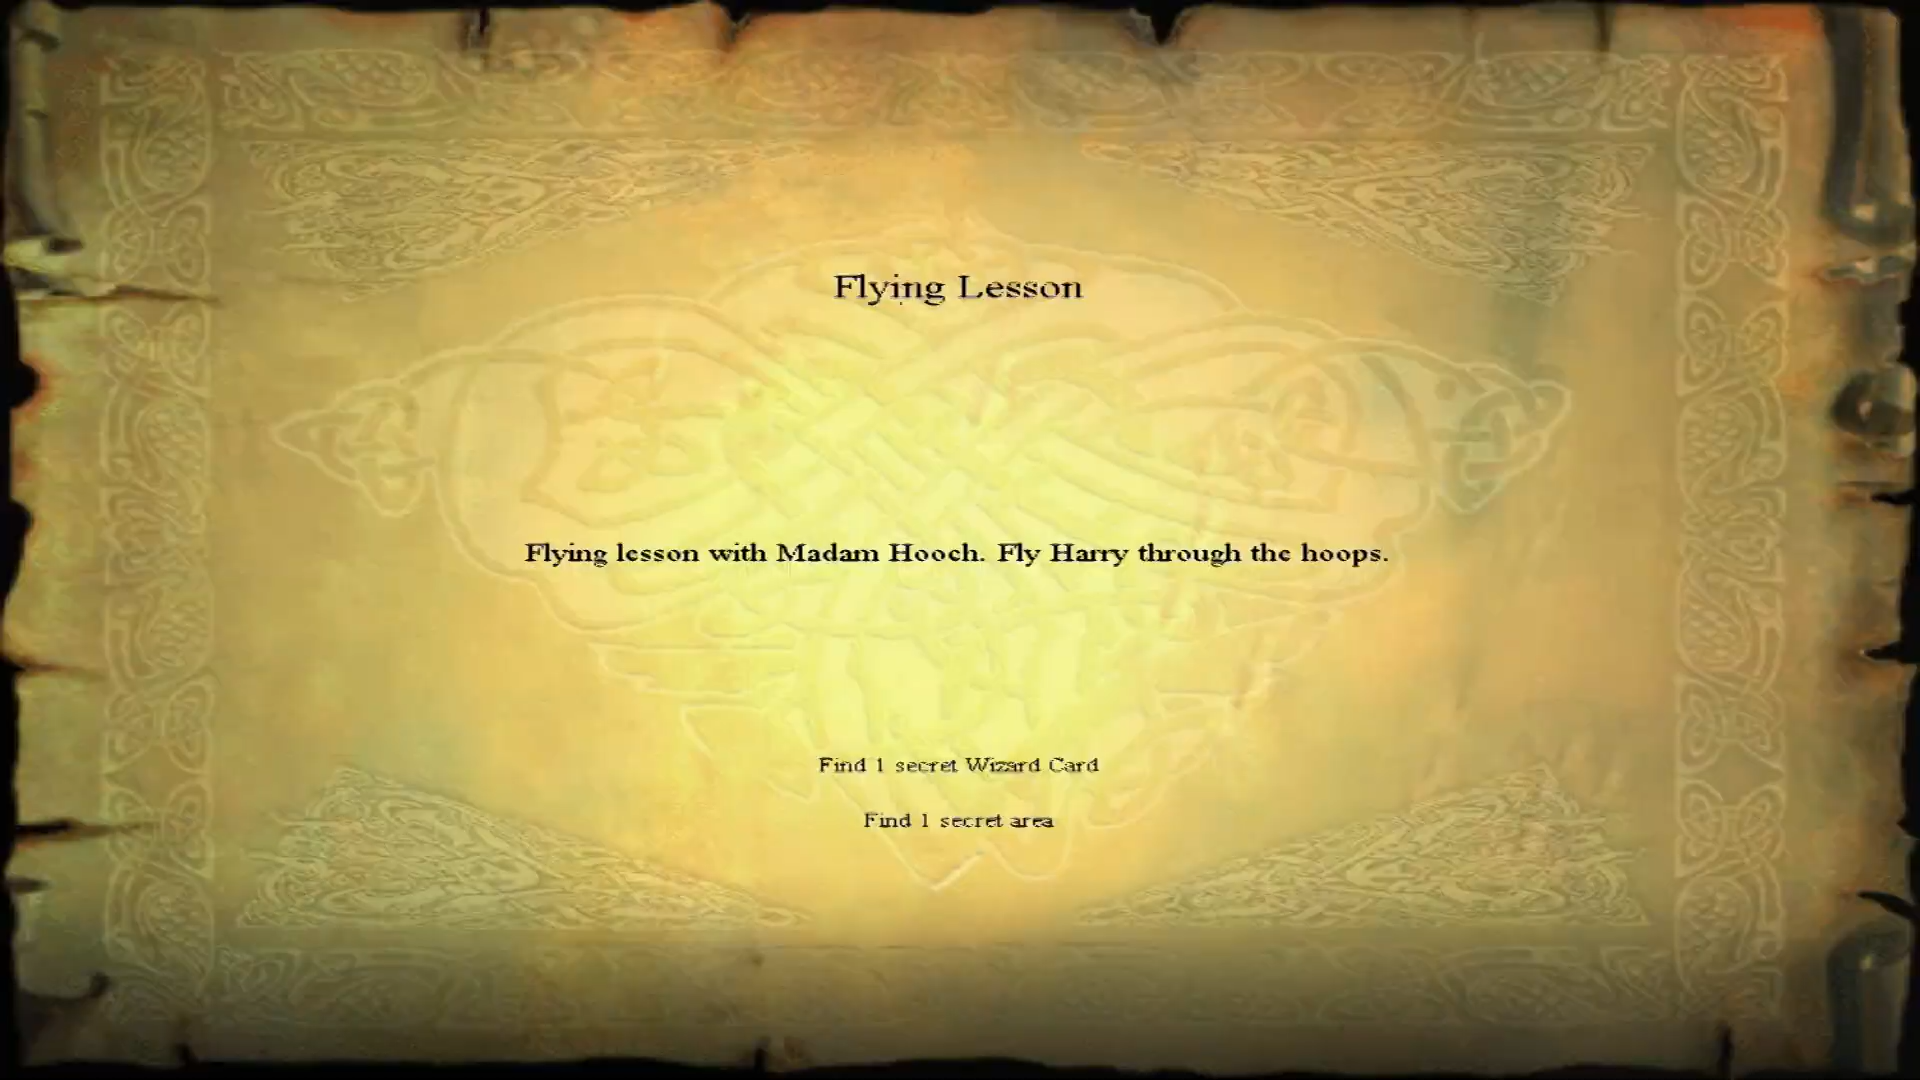 Flying Lesson
Flying lesson with Madam Hooch. Fly Harry through the hoops.
Find 1 secret Wizard Card
Find 1 secret area